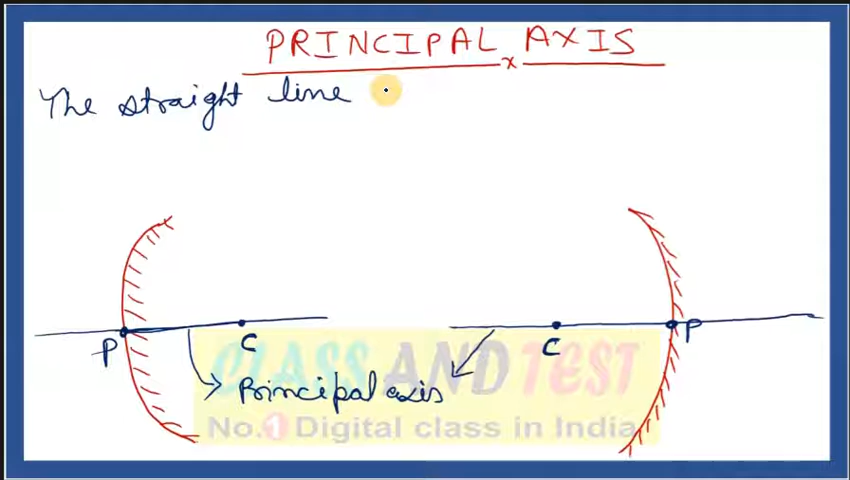 PRINCIPAL AXIS
The straight line
P
C
C
P
Principal axis
CLASS AND TEST
No.1 Digital class in India